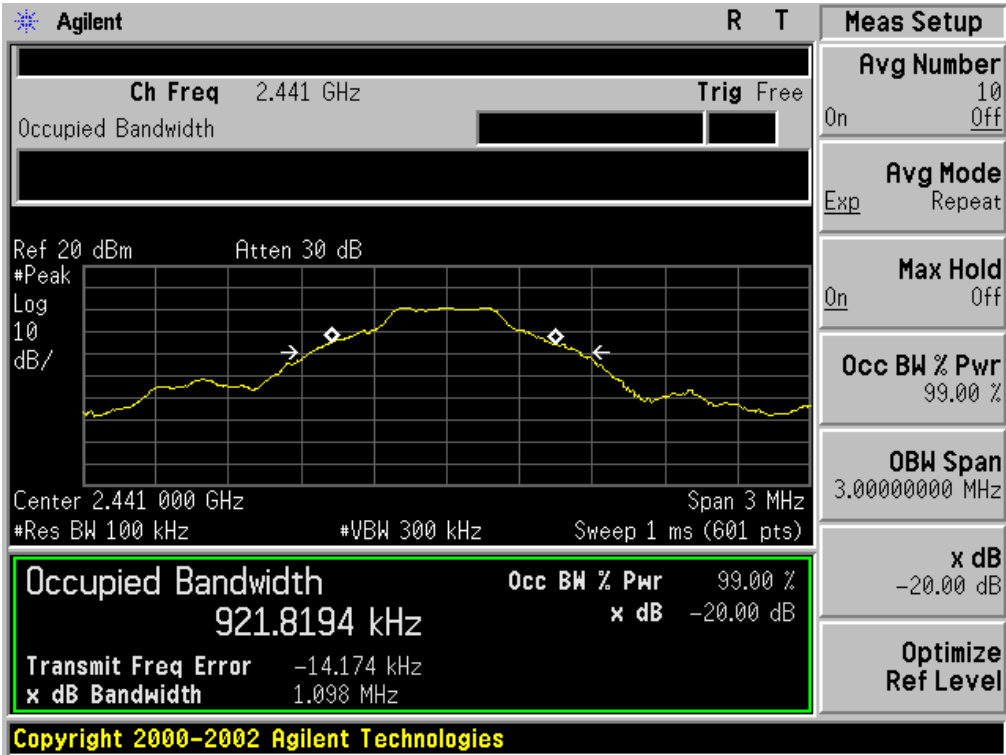 Agilent R T
Ch Freq 2.441 GHz Trig Free
Occupied Bandwidth
Ref 20 dBm Atten 30 dB
#Peak
Log
10
dB/
Center 2.441 000 GHz Span 3 MHz
#Res BW 100 kHz #VBW 300 kHz Sweep 1 ms (601 pts)
Occupied Bandwidth
921.8194 kHz
Occ BW % Pwr 99.00 %
x dB -20.00 dB
Transmit Freq Error -14.174 kHz
x dB Bandwidth 1.098 MHz
Copyright 2000-2002 Agilent Technologies
Meas Setup
Avg Number
10
On Off
Avg Mode
Exp Repeat
Max Hold
On Off
Occ BW % Pwr
99.00 %
OBW Span
3.00000000 MHz
x dB
-20.00 dB
Optimize
Ref Level